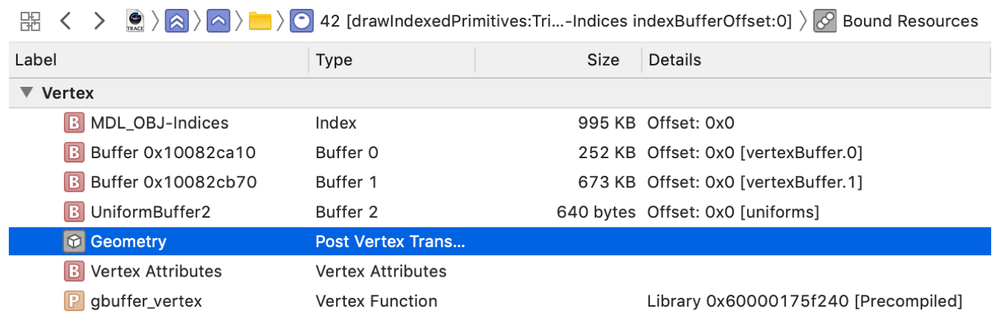 TRACE 42 [drawIndexedPrimitives:Tri...-Indices indexBufferOffset:0] Bound Resources
Label Type Size Details
Vertex
B MDL_OBJ-Indices Index 995 KB Offset: 0x0
B Buffer 0x10082ca10 Buffer 0 252 KB Offset: 0x0 [vertexBuffer.0]
B Buffer 0x10082cb70 Buffer 1 673 KB Offset: 0x0 [vertexBuffer.1]
B UniformBuffer2 Buffer 2 640 bytes Offset: 0x0 [uniforms]
Geometry Post Vertex Trans...
B Vertex Attributes Vertex Attributes
P gbuffer_vertex Vertex Function Library 0x60000175f240 [Precompiled]